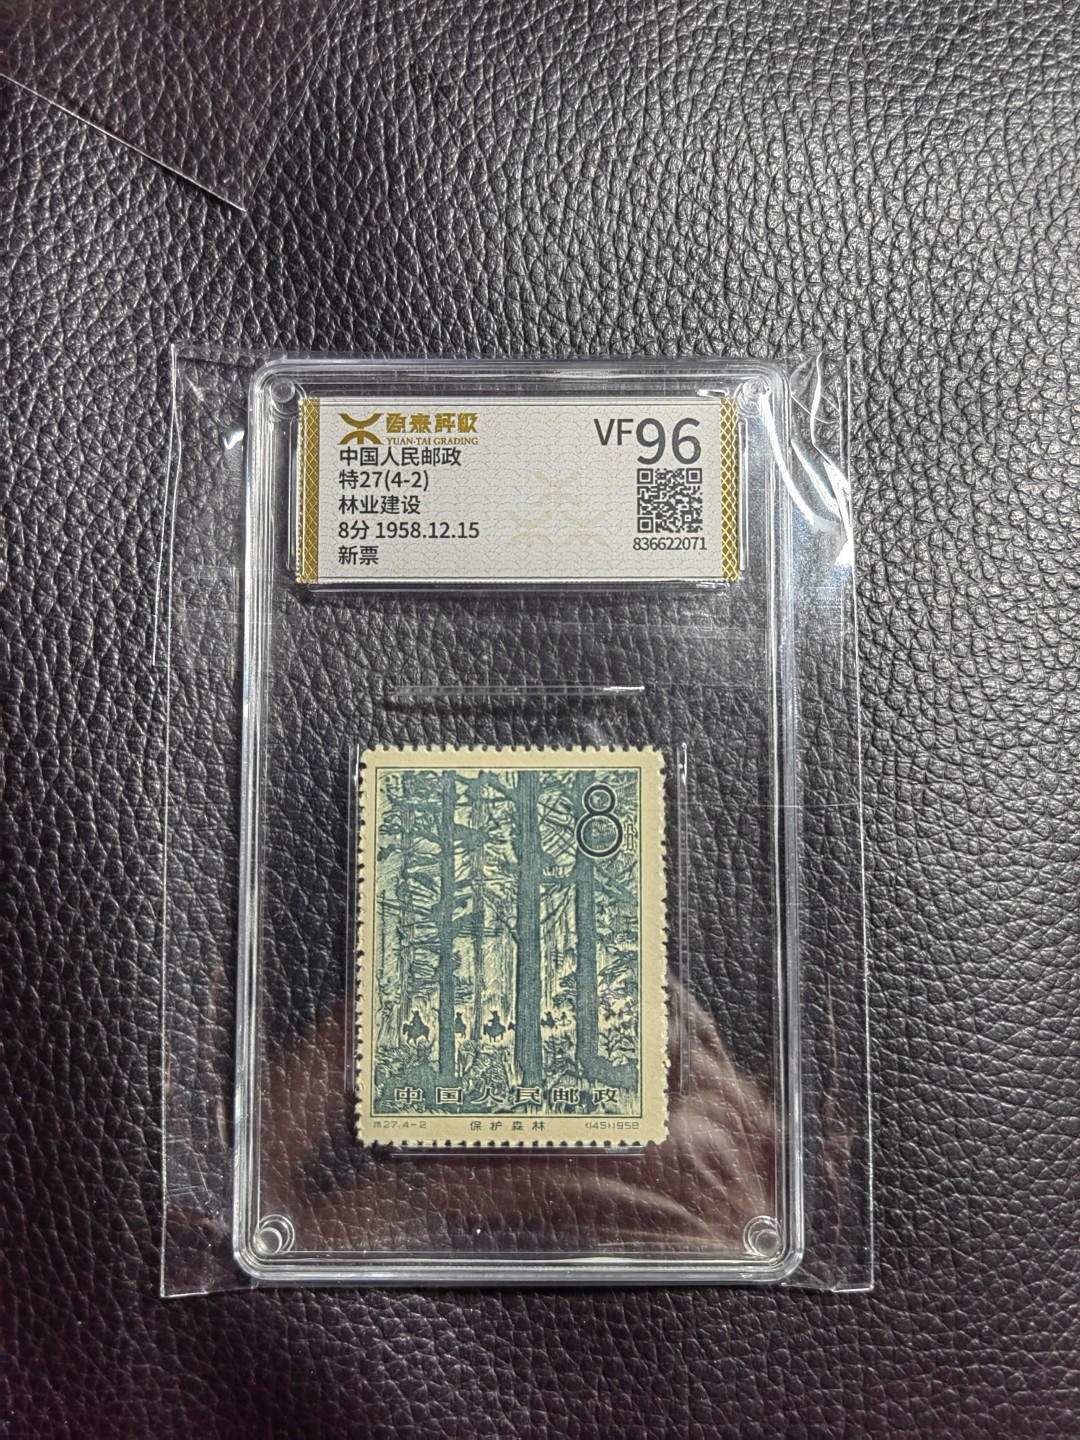 源泰評級
YUAN-TAI GRADING
中国人民邮政
特27(4-2)
林业建设
8分 1958.12.15
新票
VF96
836622071
8分
中国人民邮政
特27.4-2 保护森林 (145)1958